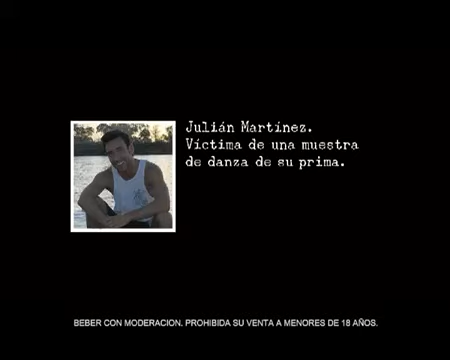 Julián Martínez.
Víctima de una muestra
de danza de su prima.
BEBER CON MODERACION. PROHIBIDA SU VENTA A MENORES DE 18 AÑOS.